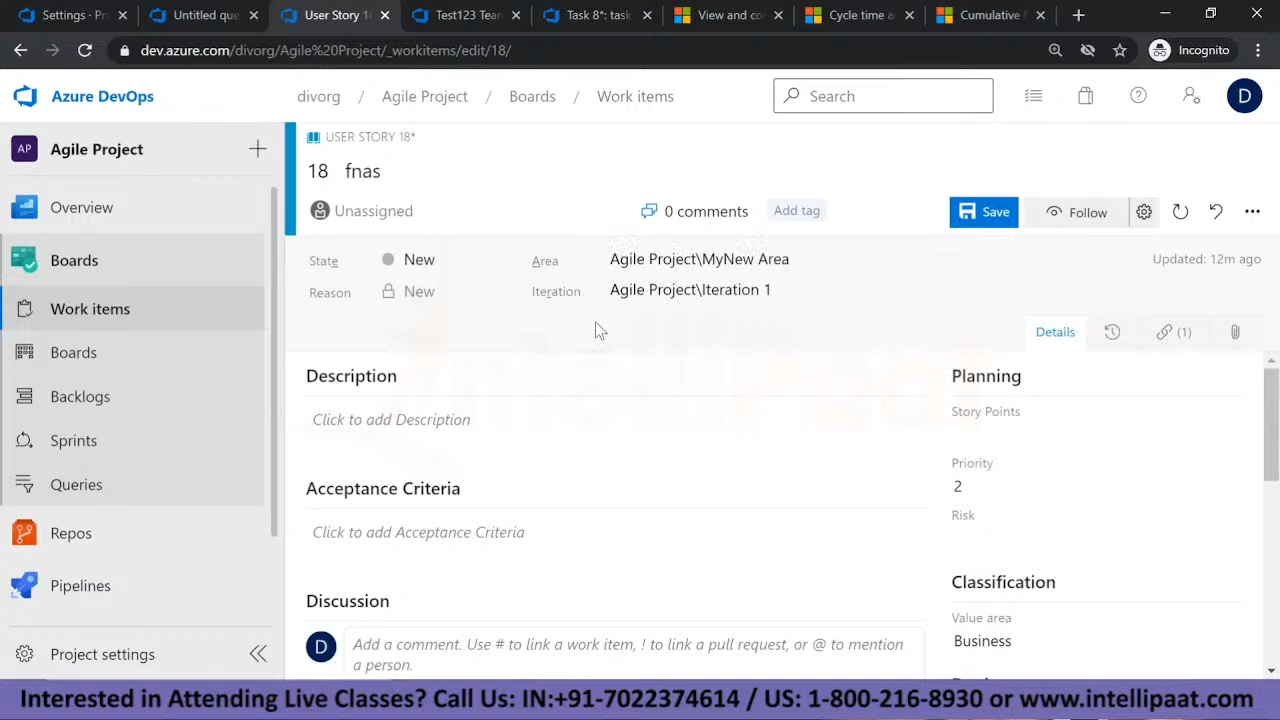 Settings · Pro
Untitled que
User Story 1
Test123 Tear
Task 8*: task
View and co
Cycle time a
Cumulative
dev.azure.com/divorg/Agile%20Project/_workitems/edit/18/
Incognito
Azure DevOps
divorg / Agile Project / Boards / Work items
Search
D
AP Agile Project
Overview
Boards
Work items
Boards
Backlogs
Sprints
Queries
Repos
Pipelines
Project settings
USER STORY 18*
18 fnas
Unassigned
0 comments
Add tag
Save
Follow
State New
Area Agile Project\MyNew Area
Updated: 12m ago
Reason New
Iteration Agile Project\Iteration 1
Details
(1)
Description
Click to add Description
Acceptance Criteria
Click to add Acceptance Criteria
Discussion
D
Add a comment. Use # to link a work item, ! to link a pull request, or @ to mention
a person.
Planning
Story Points
Priority
2
Risk
Classification
Value area
Business
intelliPaat
Interested in Attending Live Classes? Call Us: IN:+91-7022374614 / US: 1-800-216-8930 or www.intellipaat.com